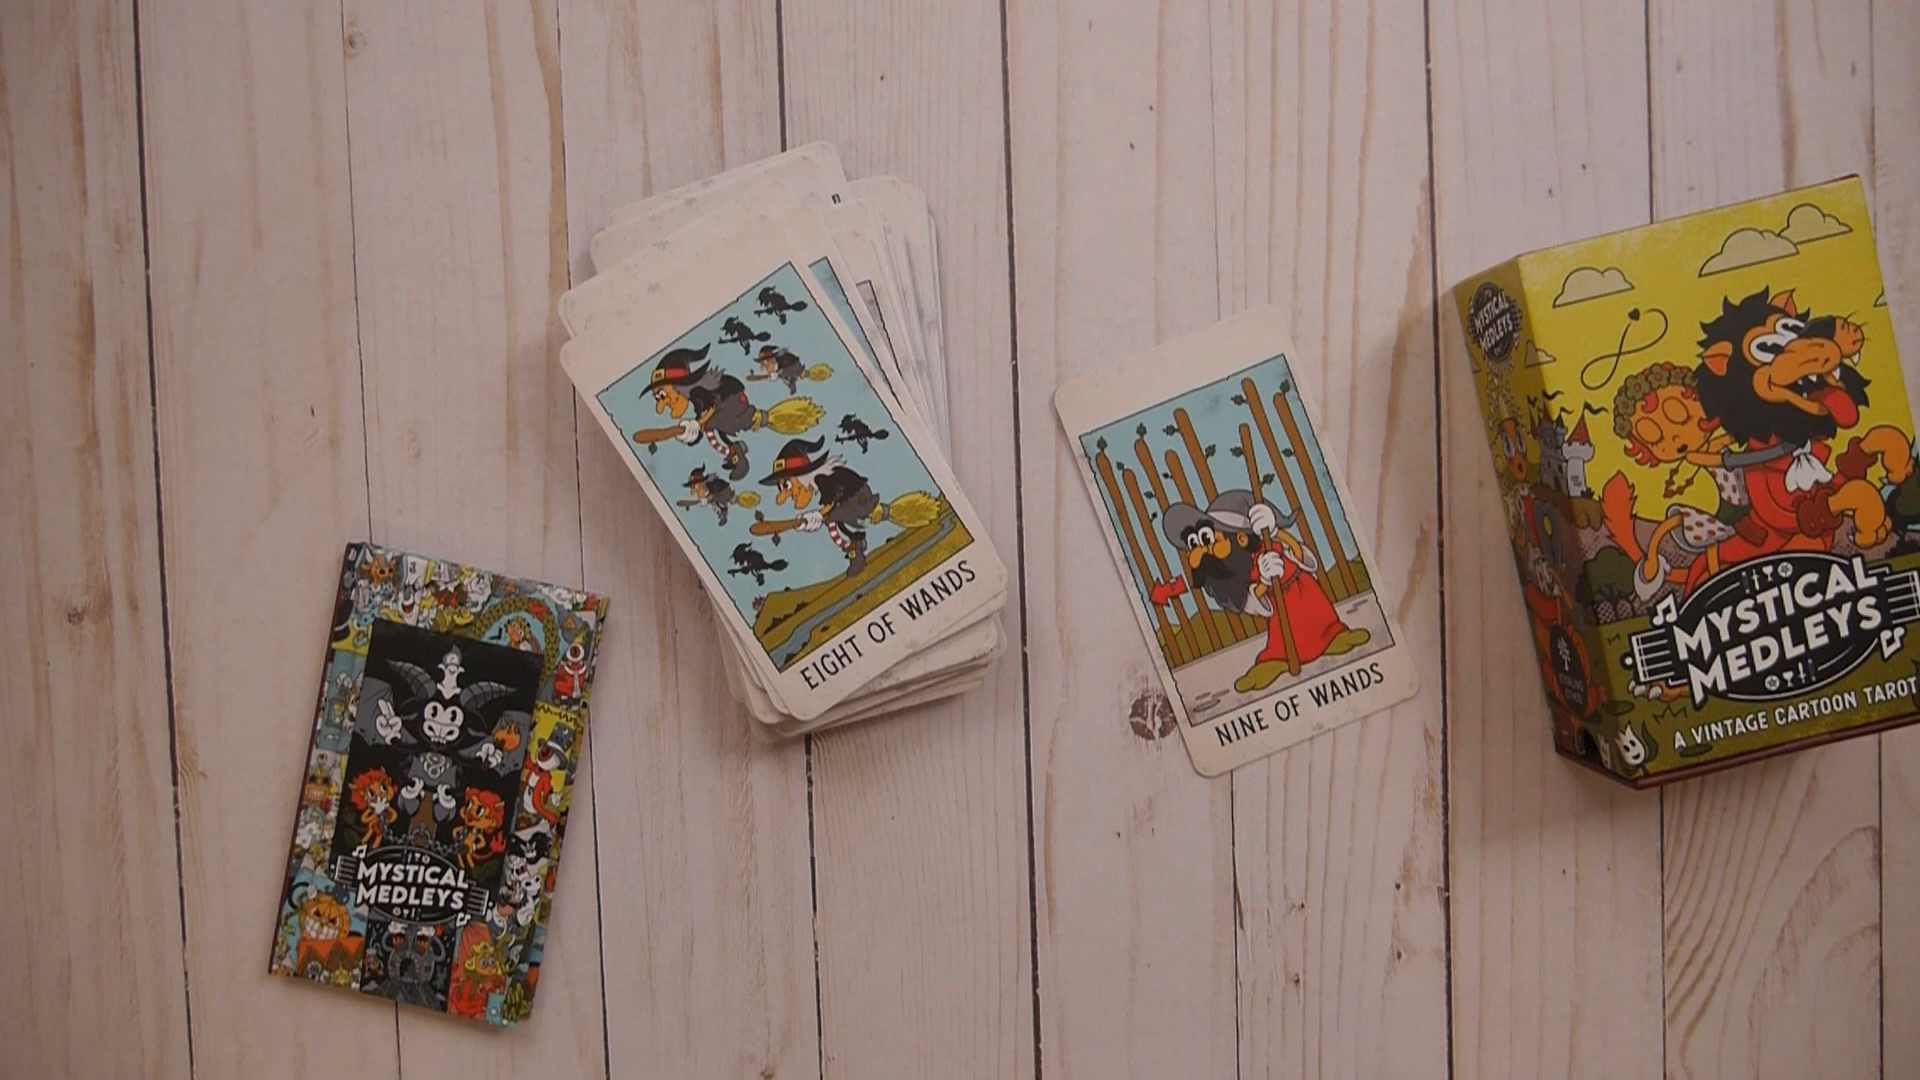 EIGHT OF WANDS
NINE OF WANDS
MYSTICAL
MEDLEYS
MYSTICAL
MEDLEYS
A VINTAGE CARTOON TAROT
MYSTICAL
MEDLEYS